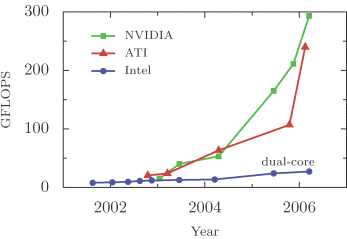 300
NVIDIA
ATI
Intel
200
GFLOPS
100
dual-core
0
2002
2004
2006
Year